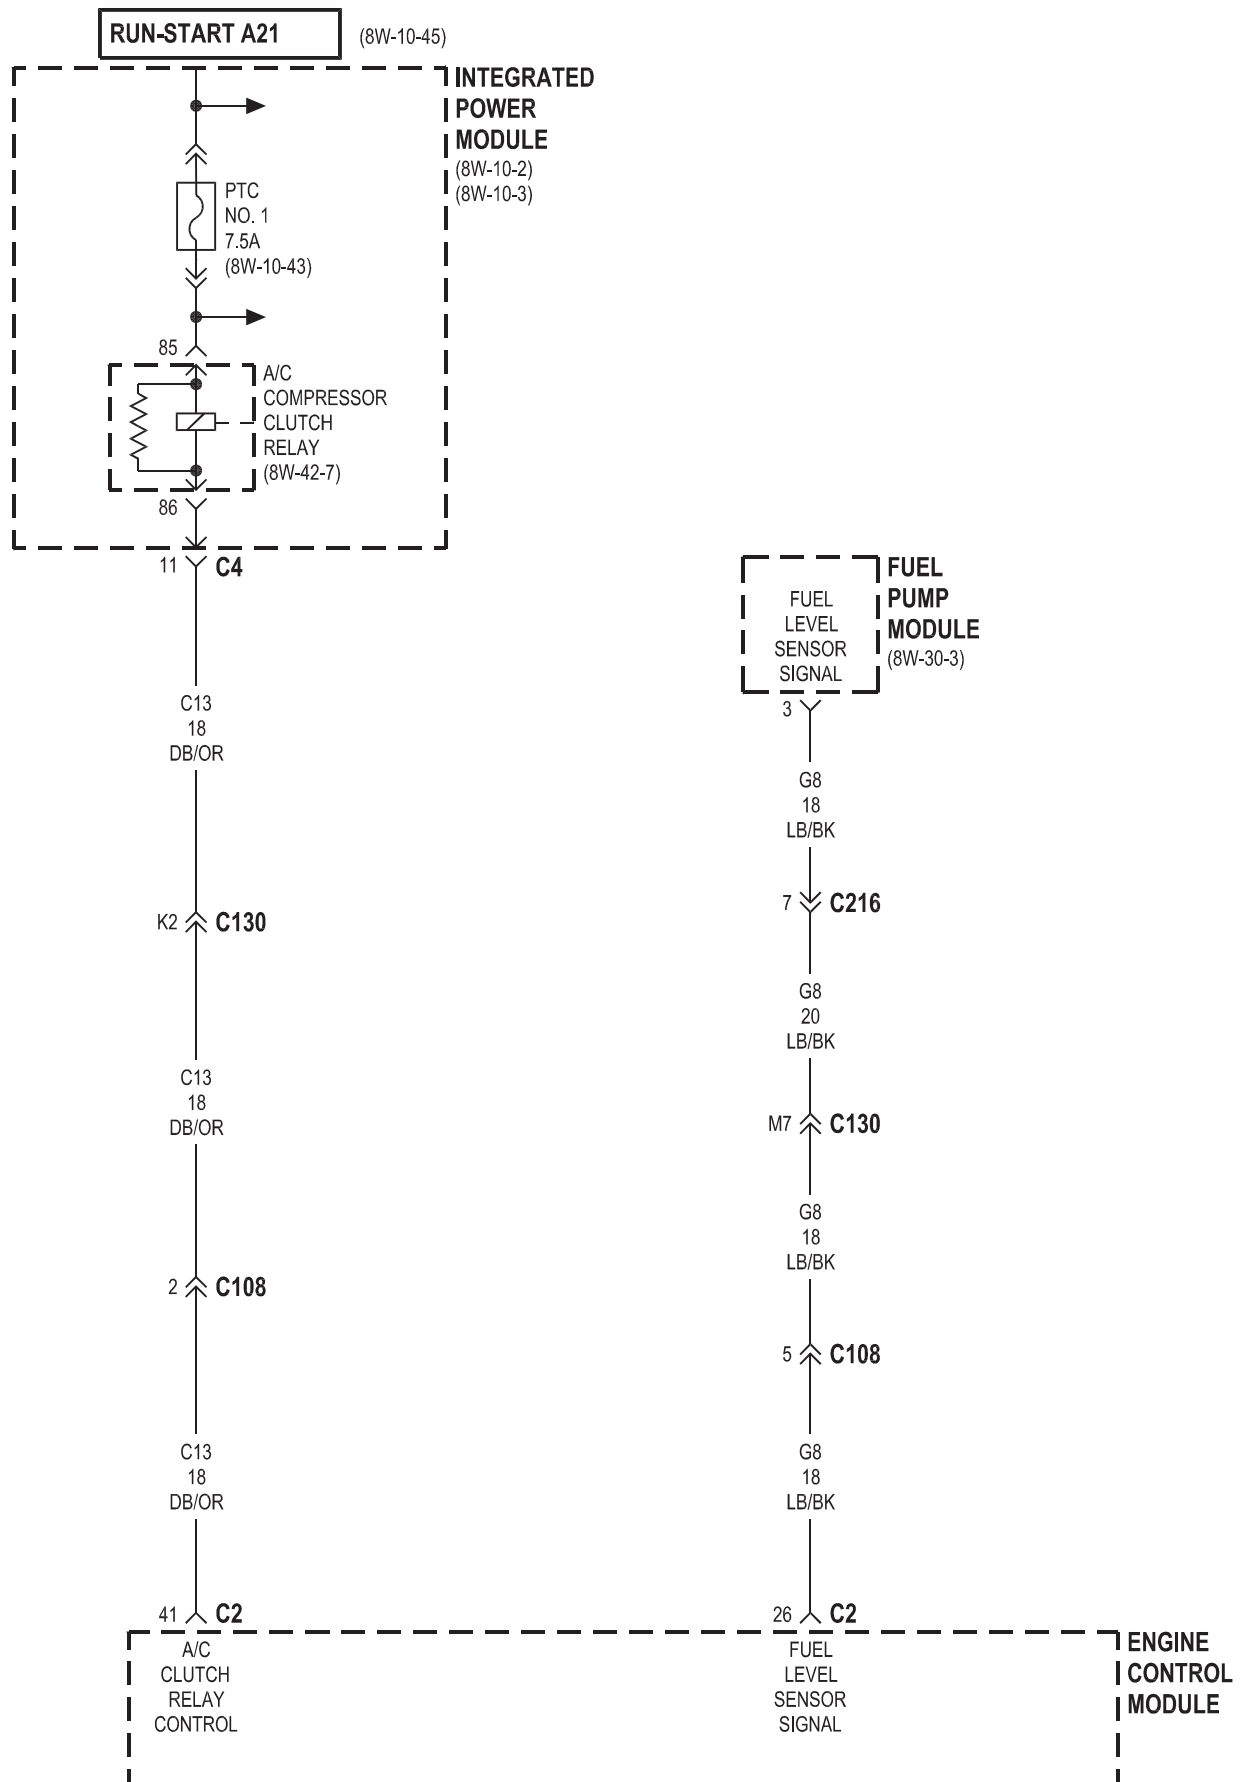 RUN-START A21
(8W-10-45)
INTEGRATED
POWER
MODULE
(8W-10-2)
(8W-10-3)
PTC
NO. 1
7.5A
(8W-10-43)
85
A/C
COMPRESSOR
CLUTCH
RELAY
(8W-42-7)
86
11 C4
C13
18
DB/OR
K2 C130
C13
18
DB/OR
2 C108
C13
18
DB/OR
41 C2
A/C
CLUTCH
RELAY
CONTROL
FUEL
PUMP
MODULE
(8W-30-3)
FUEL
LEVEL
SENSOR
SIGNAL
3
G8
18
LB/BK
7 C216
G8
20
LB/BK
M7 C130
G8
18
LB/BK
5 C108
G8
18
LB/BK
26 C2
FUEL
LEVEL
SENSOR
SIGNAL
ENGINE
CONTROL
MODULE